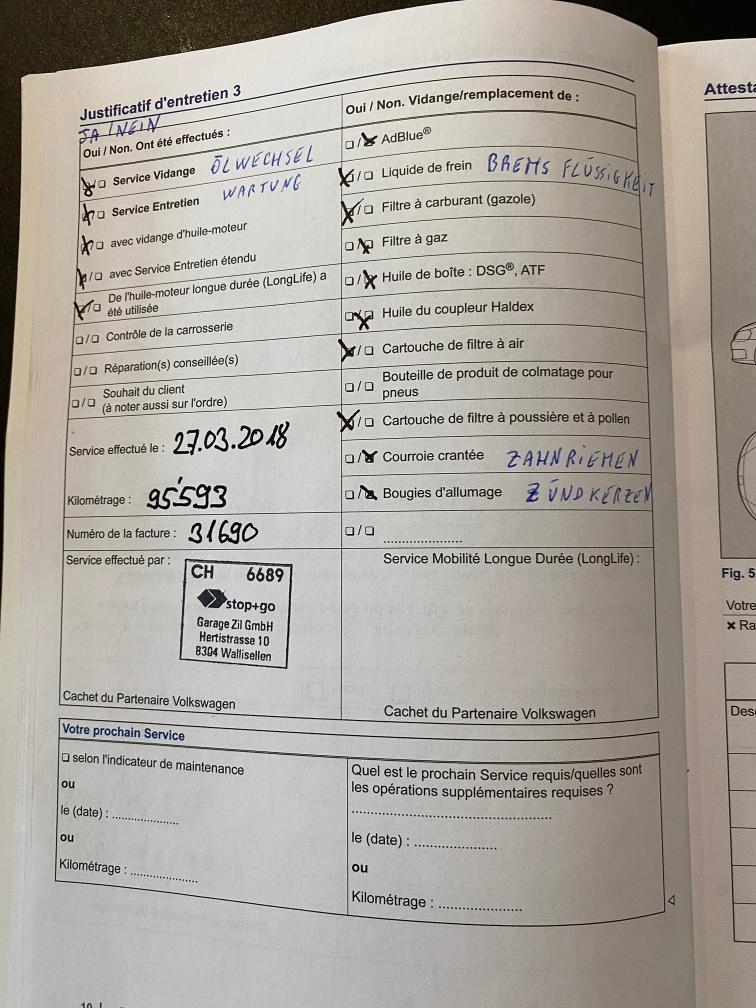 Justificatif d'entretien 3
JA / NEIN
Oui / Non. Ont été effectués :
Service Vidange ÖLWECHSEL
Service Entretien WARTUNG
avec vidange d'huile-moteur
avec Service Entretien étendu
De l'huile-moteur longue durée (LongLife) a
été utilisée
Contrôle de la carrosserie
Réparation(s) conseillée(s)
Souhait du client
(à noter aussi sur l'ordre)
Service effectué le : 27.03.2018
Kilométrage : 95'593
Numéro de la facture : 31690
Service effectué par :
CH 6689
stop+go
Garage Zil GmbH
Hertistrasse 10
8304 Wallisellen
Cachet du Partenaire Volkswagen
Oui / Non. Vidange/remplacement de :
AdBlue®
Liquide de frein BREMS FLÜSSIGKEIT
Filtre à carburant (gazole)
Filtre à gaz
Huile de boîte : DSG®, ATF
Huile du coupleur Haldex
Cartouche de filtre à air
Bouteille de produit de colmatage pour
pneus
Cartouche de filtre à poussière et à pollen
Courroie crantée ZAHNRIEMEN
Bougies d'allumage ZÜNDKERZEN
Service Mobilité Longue Durée (LongLife) :
Cachet du Partenaire Volkswagen
Votre prochain Service
selon l'indicateur de maintenance
ou
le (date) : ....................
ou
Kilométrage : ....................
Quel est le prochain Service requis/quelles sont
les opérations supplémentaires requises ?
le (date) : ....................
ou
Kilométrage : ....................
Fig. 5
Votre